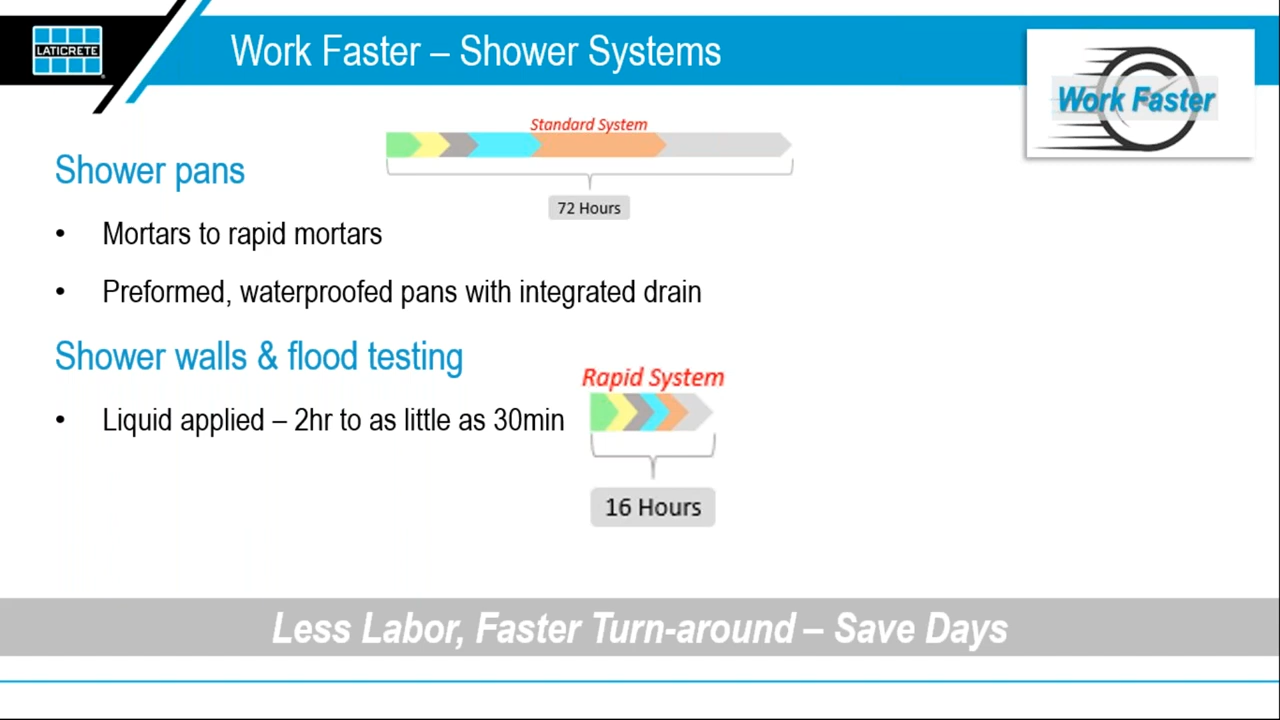 LATICRETE
Work Faster – Shower Systems
Work Faster
Standard System
72 Hours
Shower pans
• Mortars to rapid mortars
• Preformed, waterproofed pans with integrated drain
Shower walls & flood testing
• Liquid applied – 2hr to as little as 30min
Rapid System
16 Hours
Less Labor, Faster Turn-around – Save Days